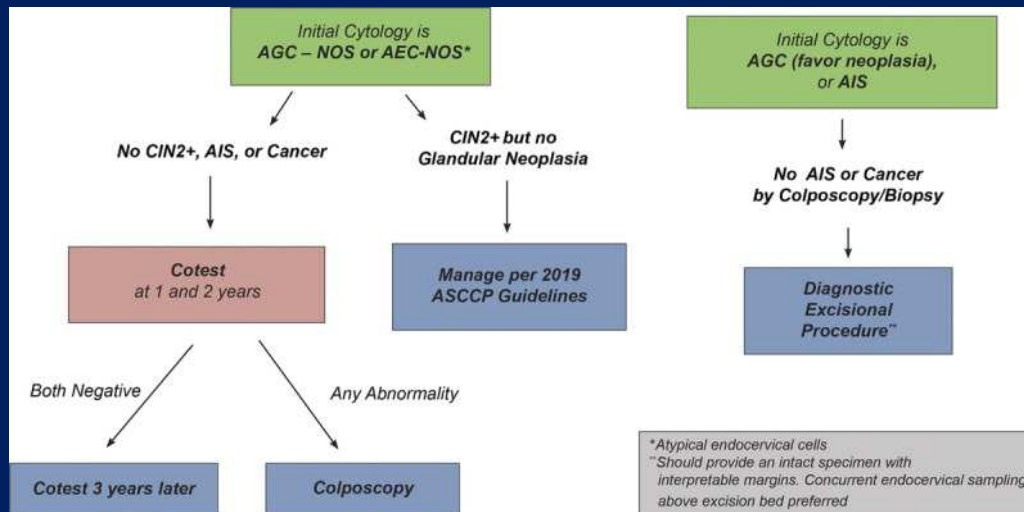 Initial Cytology is
AGC – NOS or AEC-NOS*
Initial Cytology is
AGC (favor neoplasia),
or AIS
No CIN2+, AIS, or Cancer
CIN2+ but no
Glandular Neoplasia
No AIS or Cancer
by Colposcopy/Biopsy
Cotest
at 1 and 2 years
Manage per 2019
ASCCP Guidelines
Diagnostic
Excisional
Procedure**
Both Negative
Any Abnormality
Cotest 3 years later
Colposcopy
*Atypical endocervical cells
**Should provide an intact specimen with
interpretable margins. Concurrent endocervical sampling
above excision bed preferred